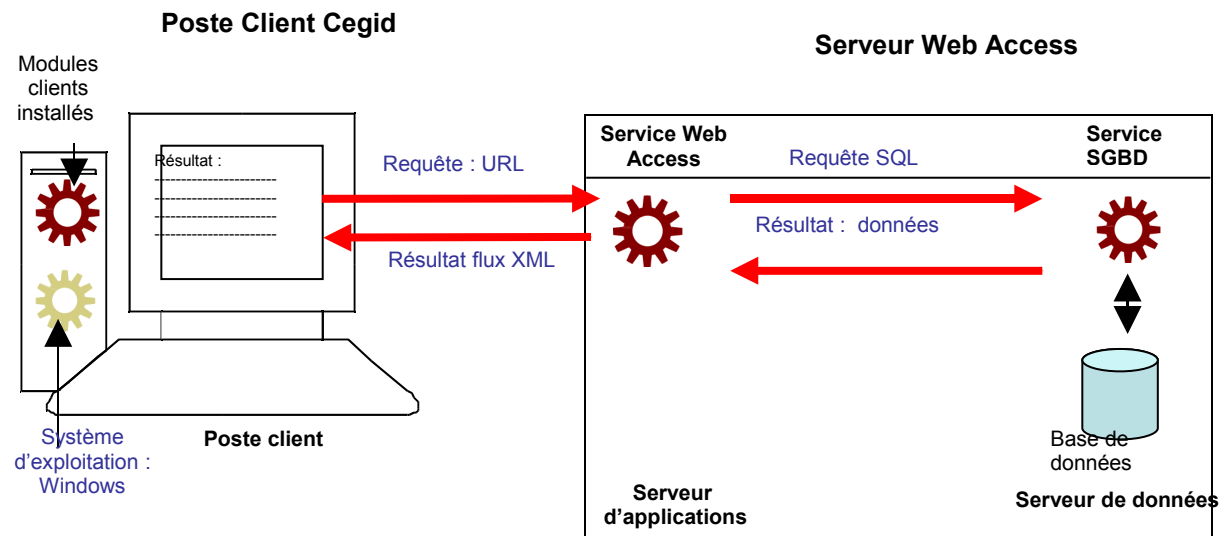 Poste Client Cegid
Serveur Web Access
Modules
clients
installés
Résultat :
-----------------------
-----------------------
-----------------------
-----------------------
Requête : URL
Résultat flux XML
Service Web
Access
Requête SQL
Résultat : données
Service
SGBD
Système
d'exploitation :
Windows
Poste client
Base de
données
Serveur
d'applications
Serveur de données